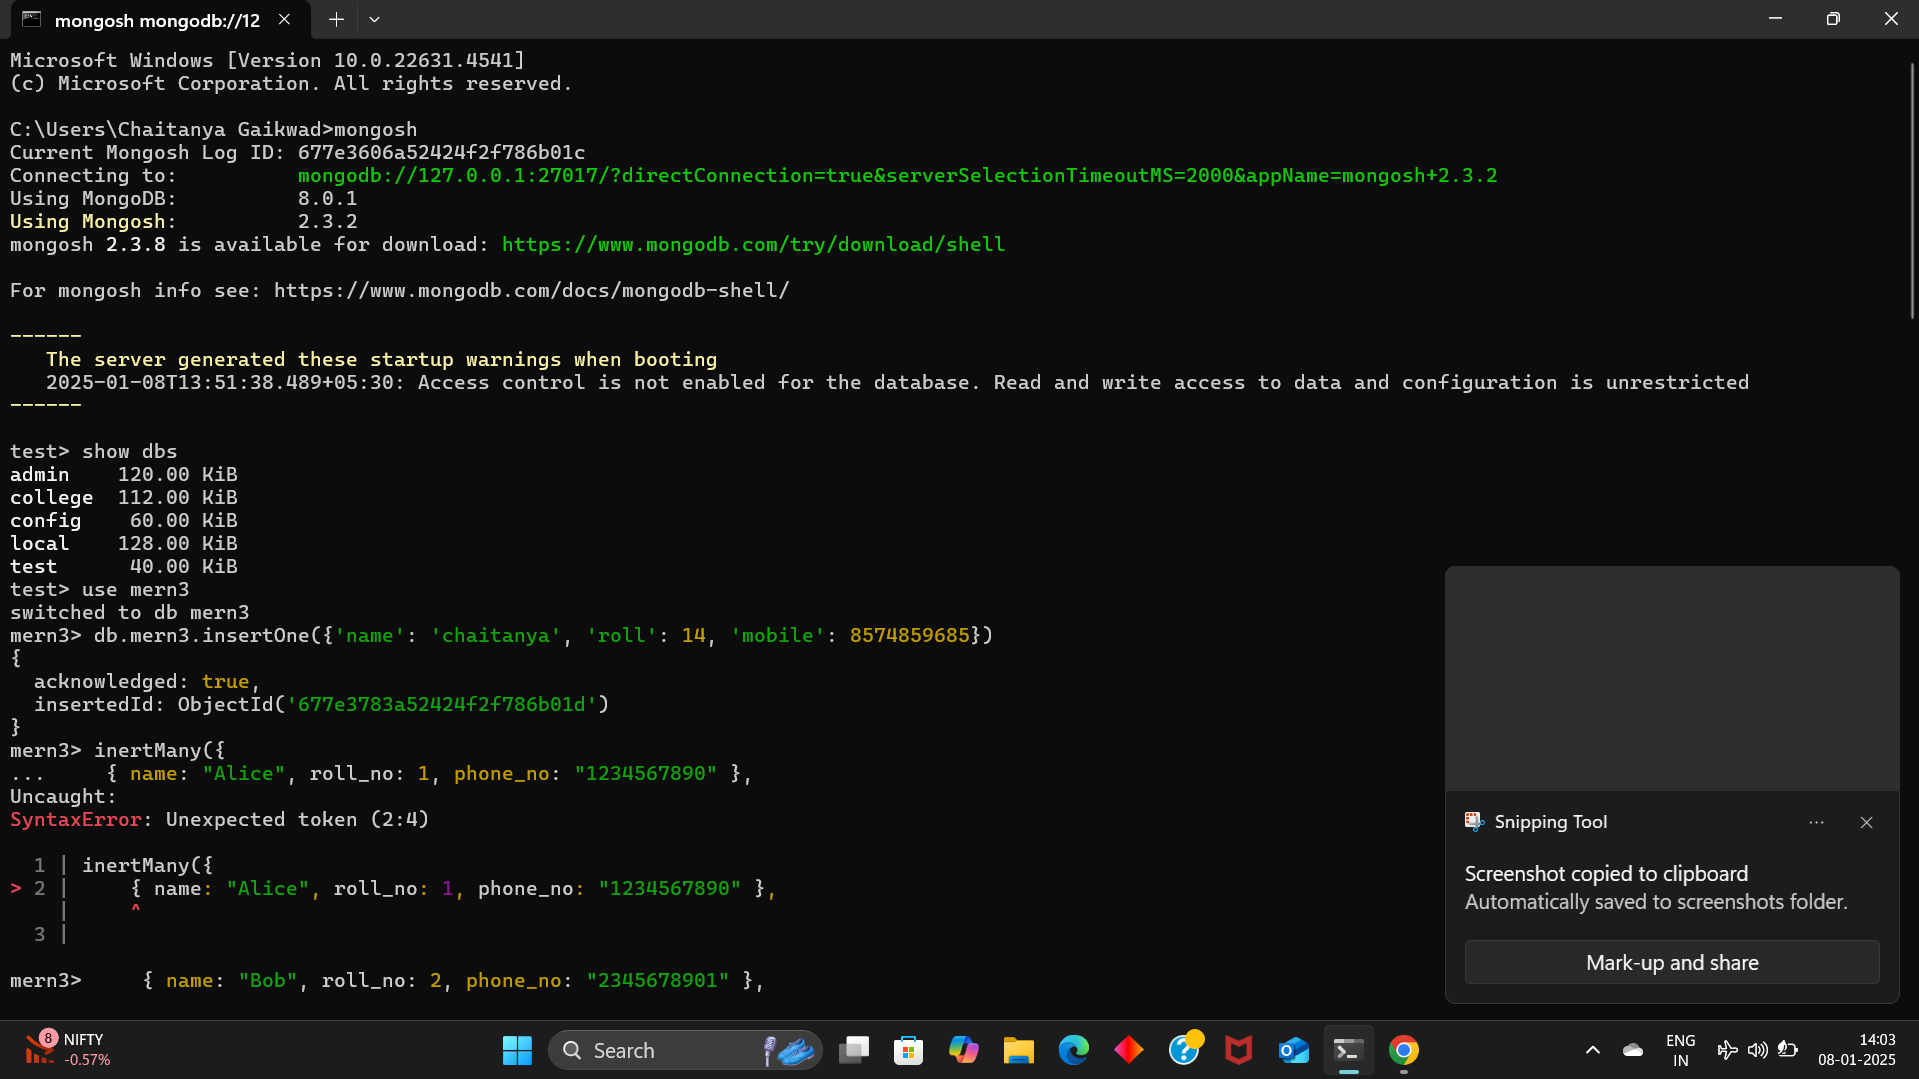 mongosh mongodb://12
Microsoft Windows [Version 10.0.22631.4541]
(c) Microsoft Corporation. All rights reserved.
C:\Users\Chaitanya Gaikwad>mongosh
Current Mongosh Log ID: 677e3606a52424f2f786b01c
Connecting to:          mongodb://127.0.0.1:27017/?directConnection=true&serverSelectionTimeoutMS=2000&appName=mongosh+2.3.2
Using MongoDB:          8.0.1
Using Mongosh:          2.3.2
mongosh 2.3.8 is available for download: https://www.mongodb.com/try/download/shell
For mongosh info see: https://www.mongodb.com/docs/mongodb-shell/
------
   The server generated these startup warnings when booting
   2025-01-08T13:51:38.489+05:30: Access control is not enabled for the database. Read and write access to data and configuration is unrestricted
------
test> show dbs
admin    120.00 KiB
college  112.00 KiB
config    60.00 KiB
local    128.00 KiB
test      40.00 KiB
test> use mern3
switched to db mern3
mern3> db.mern3.insertOne({'name': 'chaitanya', 'roll': 14, 'mobile': 8574859685})
{
  acknowledged: true,
  insertedId: ObjectId('677e3783a52424f2f786b01d')
}
mern3> inertMany({
...     { name: "Alice", roll_no: 1, phone_no: "1234567890" },
Uncaught:
SyntaxError: Unexpected token (2:4)
  1 | inertMany({
> 2 |     { name: "Alice", roll_no: 1, phone_no: "1234567890" },
    |     ^
  3 |
mern3>     { name: "Bob", roll_no: 2, phone_no: "2345678901" },
Snipping Tool
Screenshot copied to clipboard
Automatically saved to screenshots folder.
Mark-up and share
8
NIFTY
-0.57%
Search
ENG
IN
14:03
08-01-2025